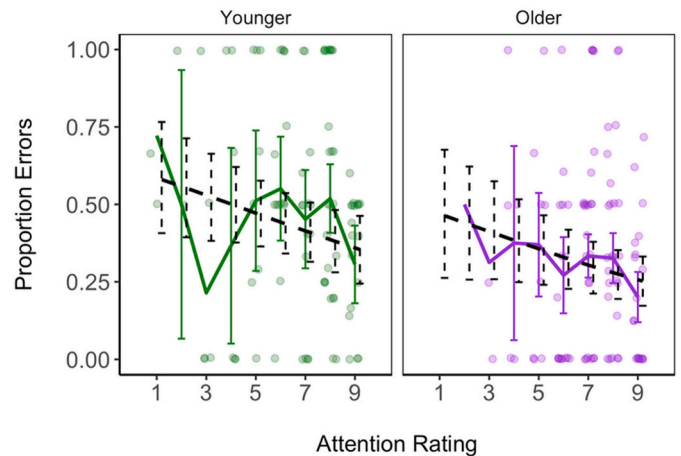 Younger
Older
Proportion Errors
1.00
0.75
0.50
0.25
0.00
1 3 5 7 9
1 3 5 7 9
Attention Rating